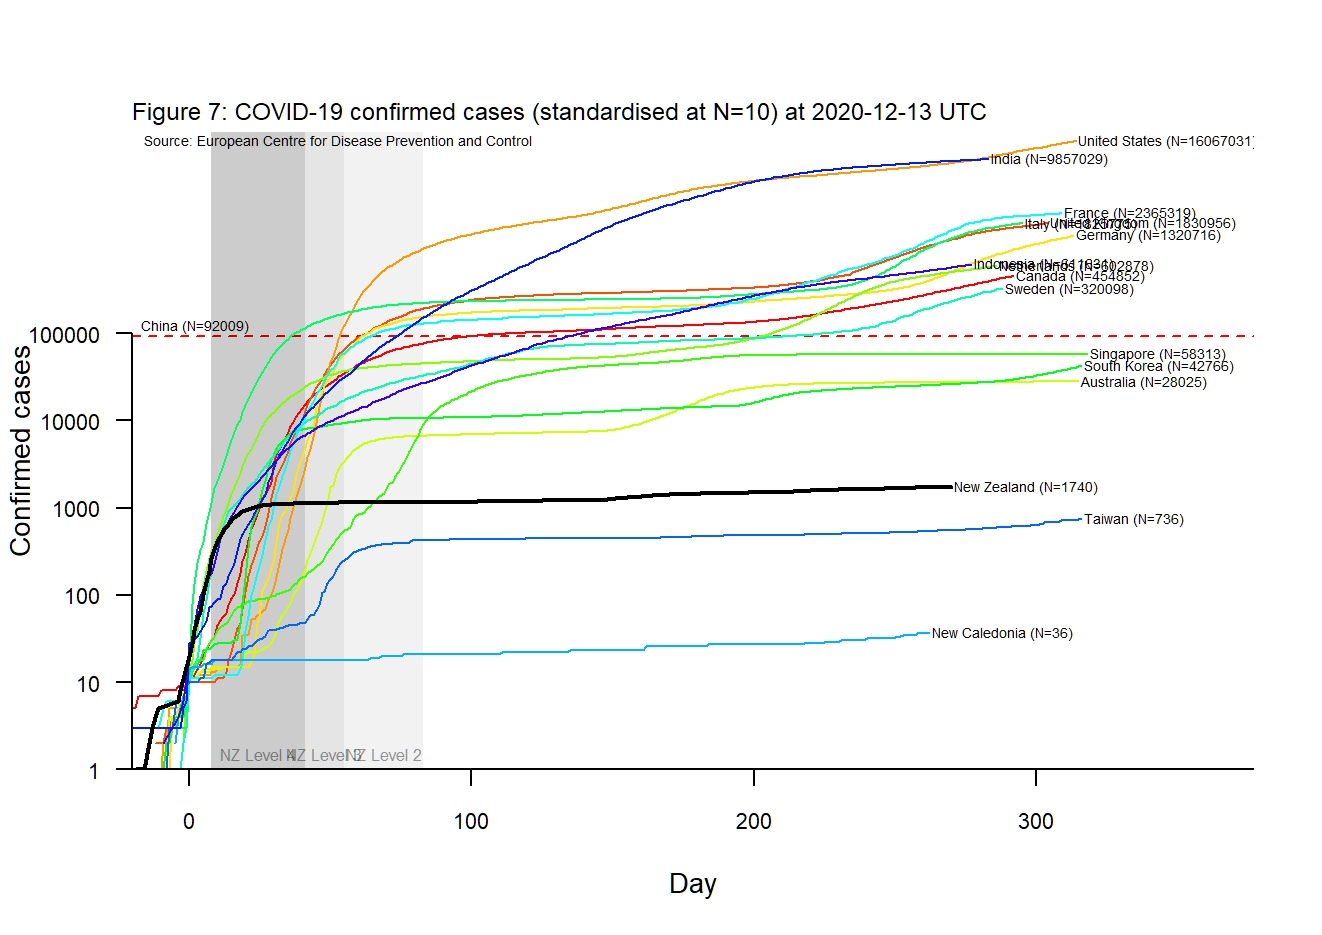 Figure 7: COVID-19 confirmed cases (standardised at N=10) at 2020-12-13 UTC
Source: European Centre for Disease Prevention and Control
United States (N=16067031)
India (N=9857029)
France (N=2365319)
Italy
United Kingdom (N=1830956)
Germany (N=1320716)
Indonesia
Netherlands (N=602878)
Canada (N=454852)
Sweden (N=320098)
China (N=92009)
Singapore (N=58313)
South Korea (N=42766)
Australia (N=28025)
New Zealand (N=1740)
Taiwan (N=736)
New Caledonia (N=36)
NZ Level 4
NZ Level 3
NZ Level 2
Confirmed cases
100000
10000
1000
100
10
1
0
100
200
300
Day